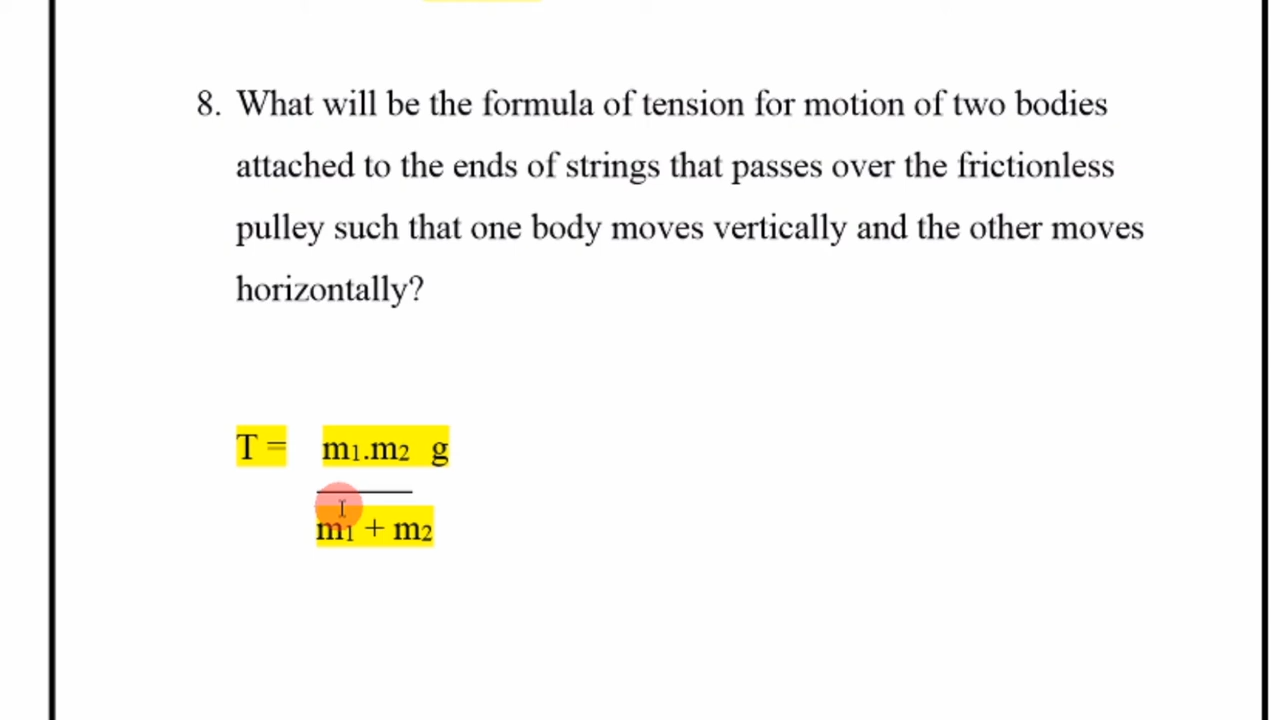 8. What will be the formula of tension for motion of two bodies
attached to the ends of strings that passes over the frictionless
pulley such that one body moves vertically and the other moves
horizontally?
T = m1.m2 g
m1 + m2